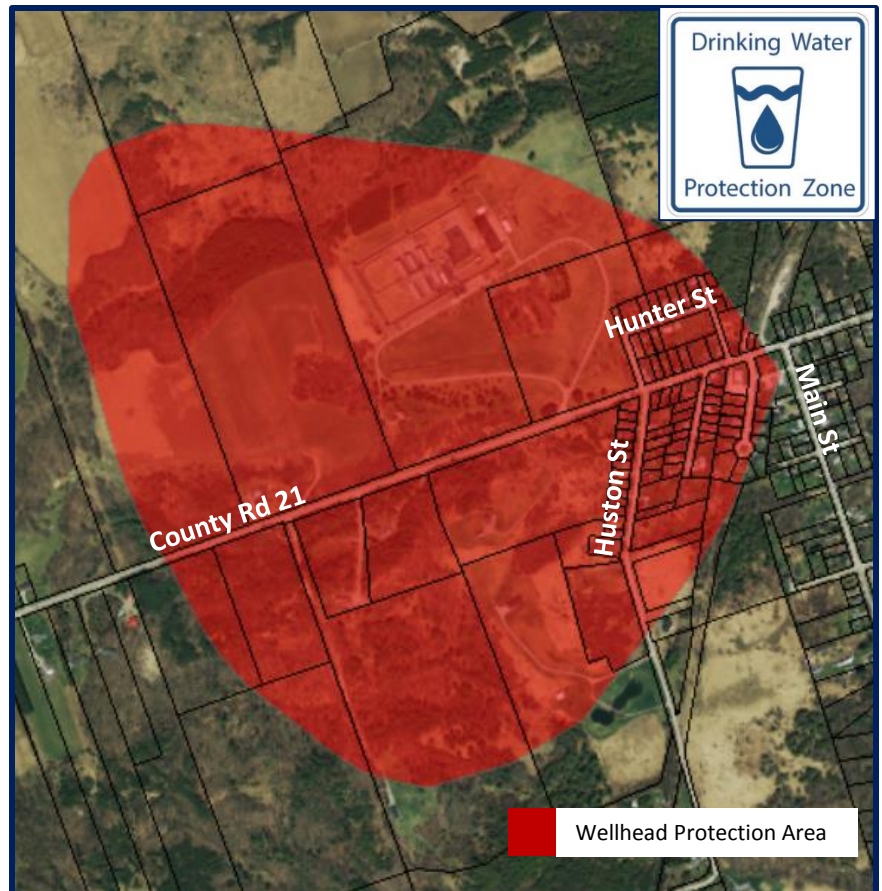 Drinking Water
Protection Zone
Hunter St
Main St
Huston St
County Rd 21
Wellhead Protection Area